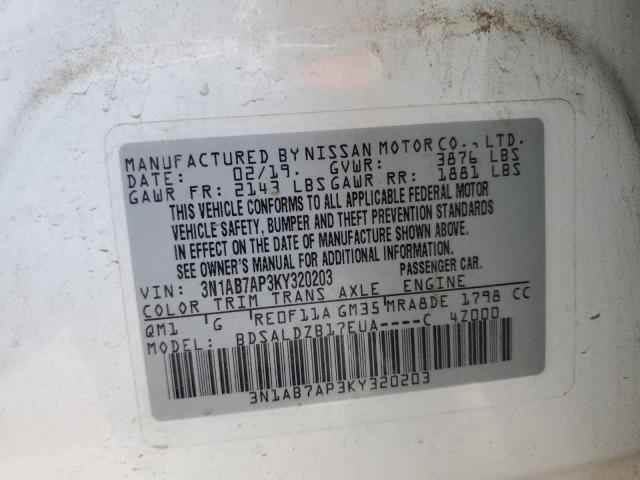 MANUFACTURED BY NISSAN MOTOR CO., LTD.
DATE: 02/19. GVWR: 3876 LBS
GAWR FR: 2143 LBS GAWR RR: 1881 LBS
THIS VEHICLE CONFORMS TO ALL APPLICABLE FEDERAL MOTOR
VEHICLE SAFETY, BUMPER AND THEFT PREVENTION STANDARDS
IN EFFECT ON THE DATE OF MANUFACTURE SHOWN ABOVE.
SEE OWNER'S MANUAL FOR ADDITIONAL INFORMATION.
VIN: 3N1AB7AP3KY320203 PASSENGER CAR.
COLOR TRIM TRANS AXLE ENGINE
QM1 G RE0F11A GM35 MRA8DE 1798 CC
MODEL: BDSALDZB17EUA----C 4Z000
3N1AB7AP3KY320203